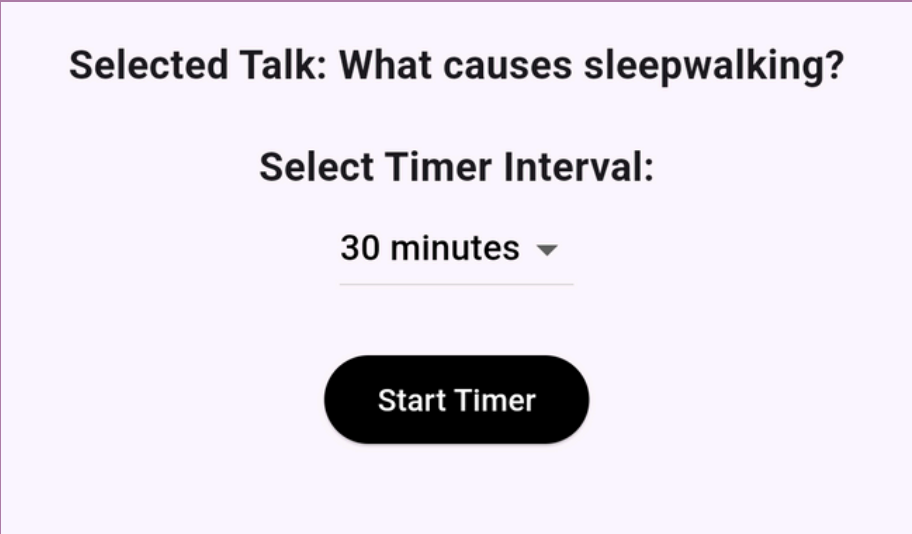 Selected Talk: What causes sleepwalking?
Select Timer Interval:
30 minutes
Start Timer